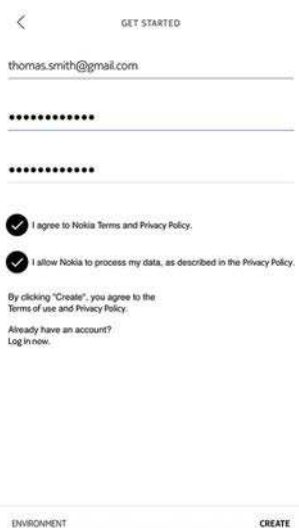 GET STARTED
thomas.smith@gmail.com
••••••••••••
••••••••••••
I agree to Nokia Terms and Privacy Policy.
I allow Nokia to process my data, as described in the Privacy Policy.
By clicking "Create", you agree to the
Terms of use and Privacy Policy.
Already have an account?
Log in now.
ENVIRONMENT
CREATE